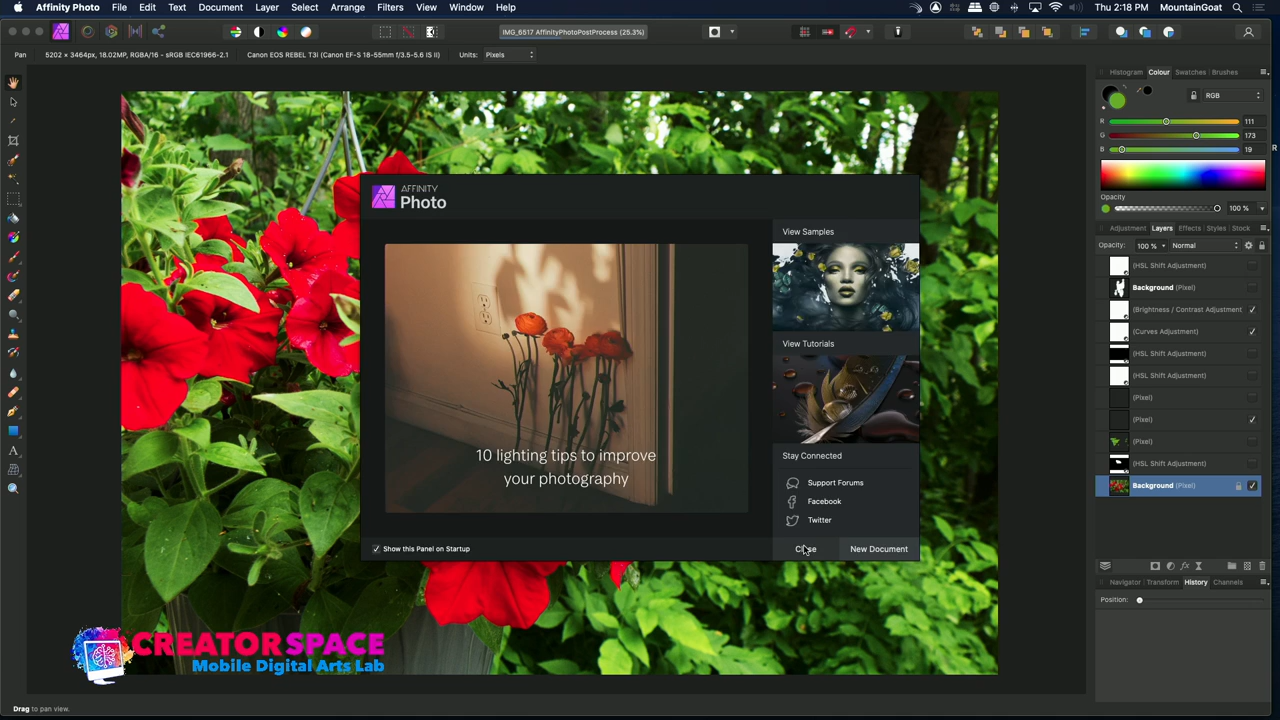 Affinity Photo File Edit Text Document Layer Select Arrange Filters View Window Help Thu 2:18 PM MountainGoat
IMG_6517 AffinityPhotoPostProcess (25.3%)
Pan 5202 × 3464px, 18.02MP, RGBA/16 - sRGB IEC61966-2.1 Canon EOS REBEL T3i (Canon EF-S 18-55mm f/3.5-5.6 IS II) Units: Pixels
Histogram Colour Swatches Brushes
RGB
R 111
G 173
B 19
R
Opacity
100 %
Adjustment Layers Effects Styles Stock
Opacity: 100 % Normal
(HSL Shift Adjustment)
Background (Pixel)
(Brightness / Contrast Adjustment
(Curves Adjustment)
(HSL Shift Adjustment)
(HSL Shift Adjustment)
(Pixel)
(Pixel)
(Pixel)
(HSL Shift Adjustment)
Background (Pixel)
Navigator Transform History Channels
Position:
AFFINITY
Photo
10 lighting tips to improve
your photography
View Samples
View Tutorials
Stay Connected
Support Forums
Facebook
Twitter
Show this Panel on Startup
Close New Document
CREATOR SPACE
Mobile Digital Arts Lab
Drag to pan view.